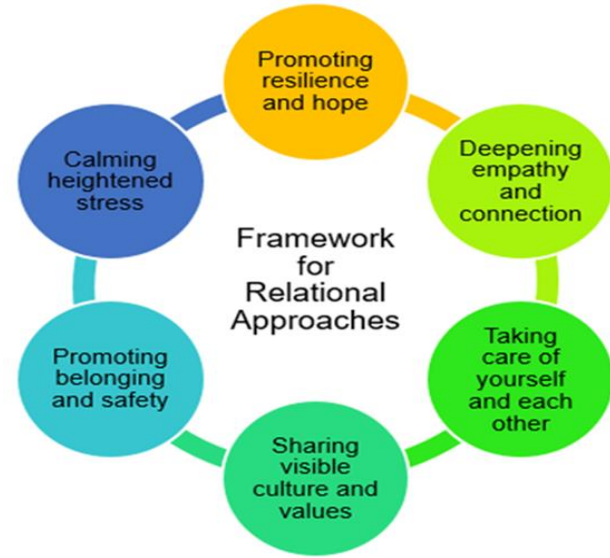 Promoting
resilience
and hope
Deepening
empathy
and
connection
Taking
care of
yourself
and each
other
Sharing
visible
culture and
values
Promoting
belonging
and safety
Calming
heightened
stress
Framework
for
Relational
Approaches